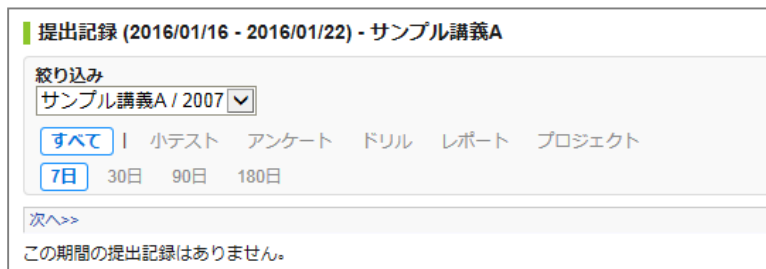 提出記録 (2016/01/16 - 2016/01/22) - サンプル講義A
絞り込み
サンプル講義A / 2007
すべて | 小テスト アンケート ドリル レポート プロジェクト
7日 30日 90日 180日
次へ>>
この期間の提出記録はありません。